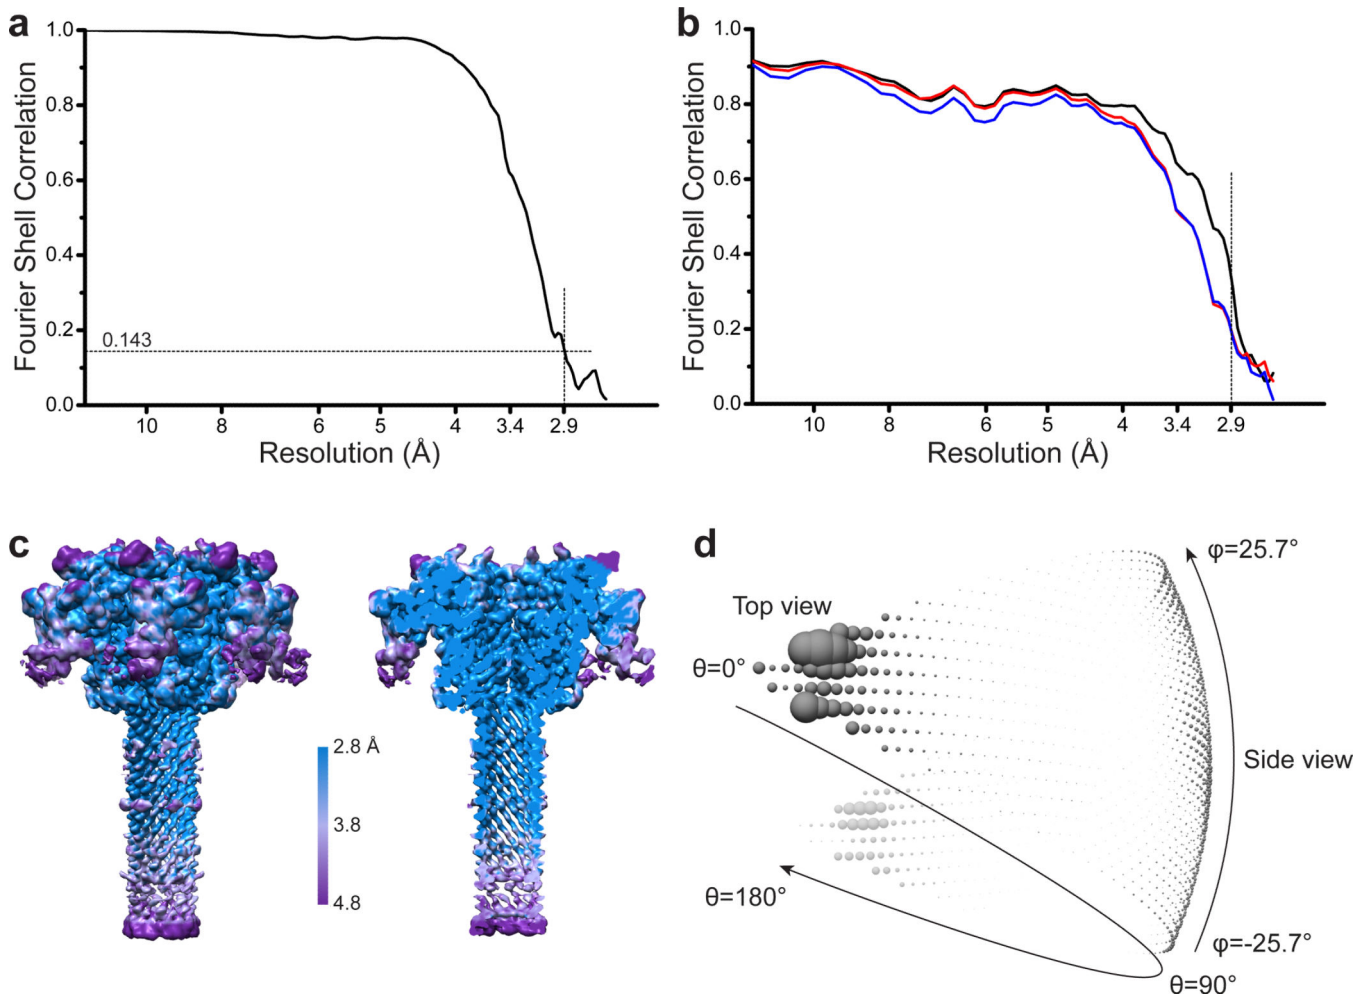 a
1.0
0.8
0.6
0.4
0.2
0.0
0.143
Fourier Shell Correlation
10 8 6 5 4 3.4 2.9
Resolution (Å)
b
1.0
0.8
0.6
0.4
0.2
0.0
Fourier Shell Correlation
10 8 6 5 4 3.4 2.9
Resolution (Å)
c
2.8 Å
3.8
4.8
d
φ=25.7°
Top view
θ=0°
Side view
θ=180°
φ=-25.7°
θ=90°